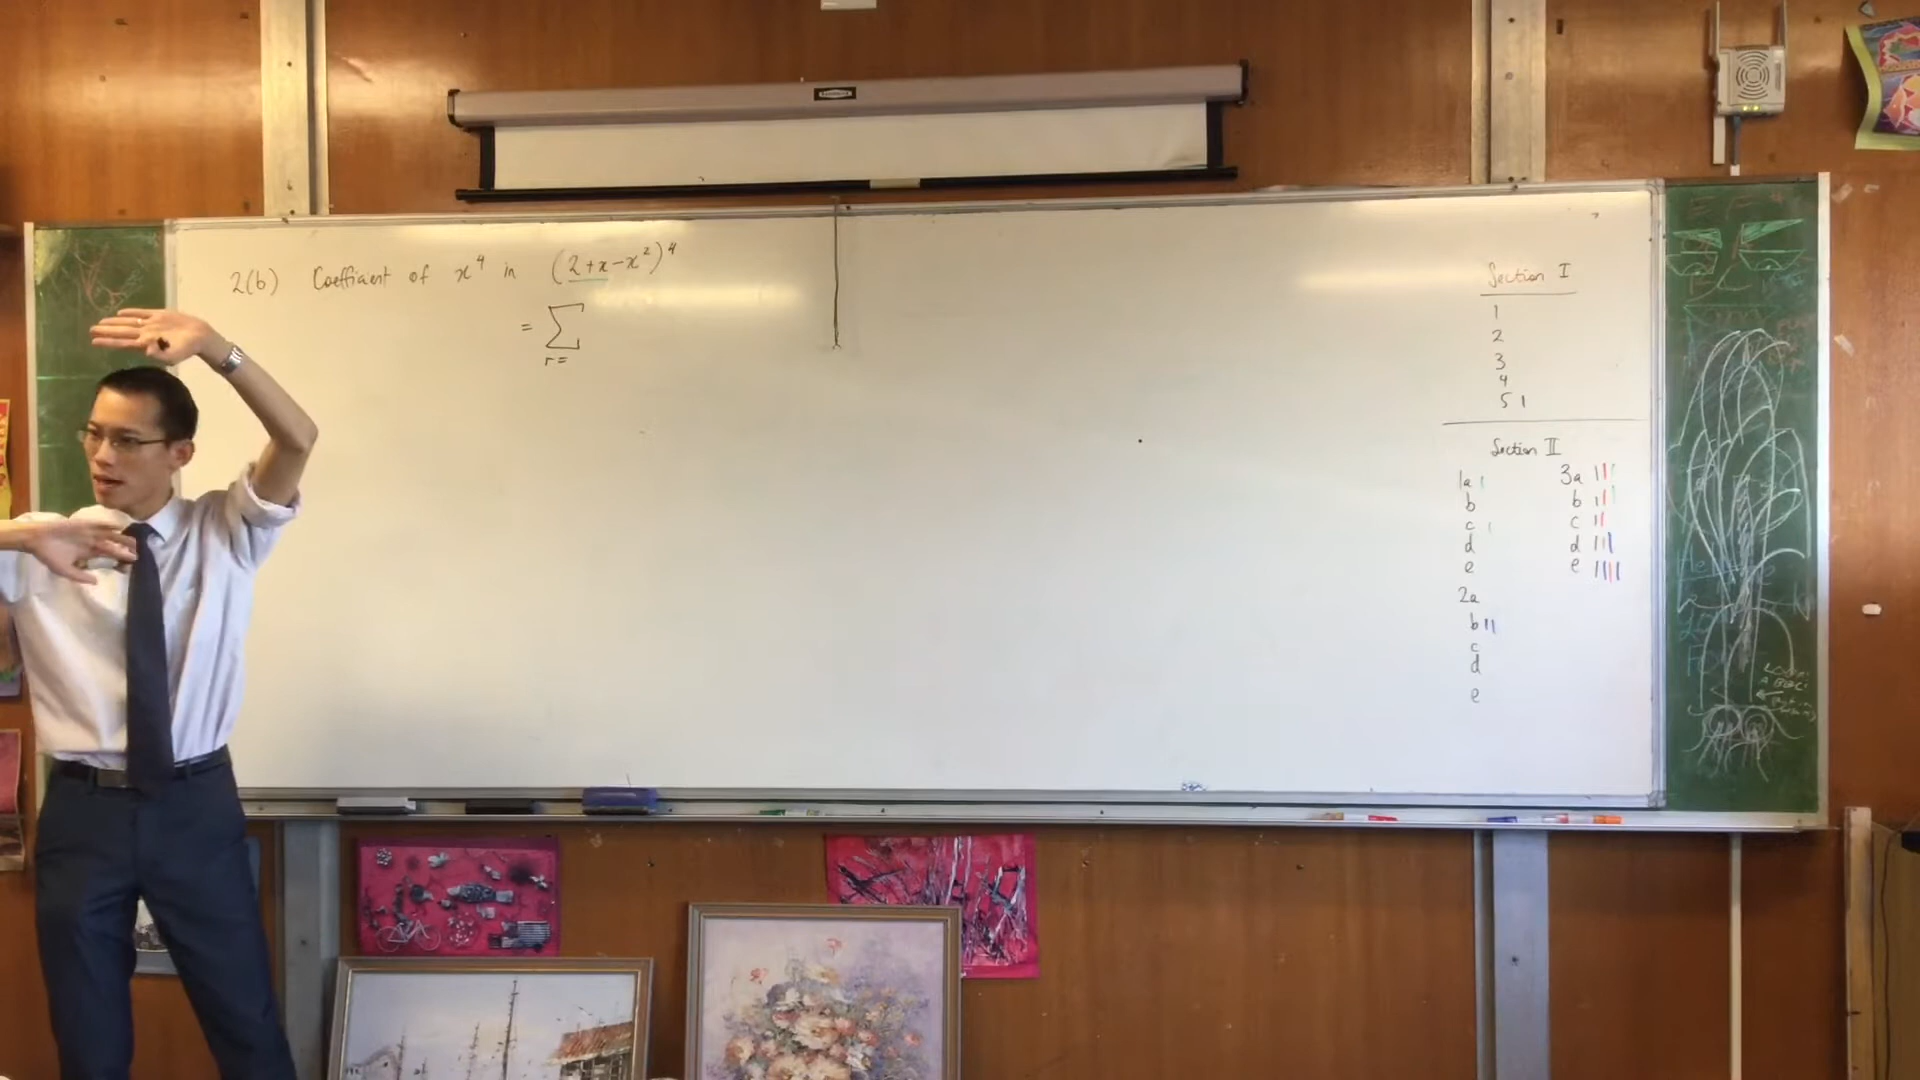 2(b) Coefficient of x⁴ in (2+x-x²)⁴
= ∑
r=
Section I
1
2
3
4
5 |
Section II
1a |
b
c |
d
e
2a
b ||
c
d
e
3a |||
b |||
c ||
d |||
e ||||